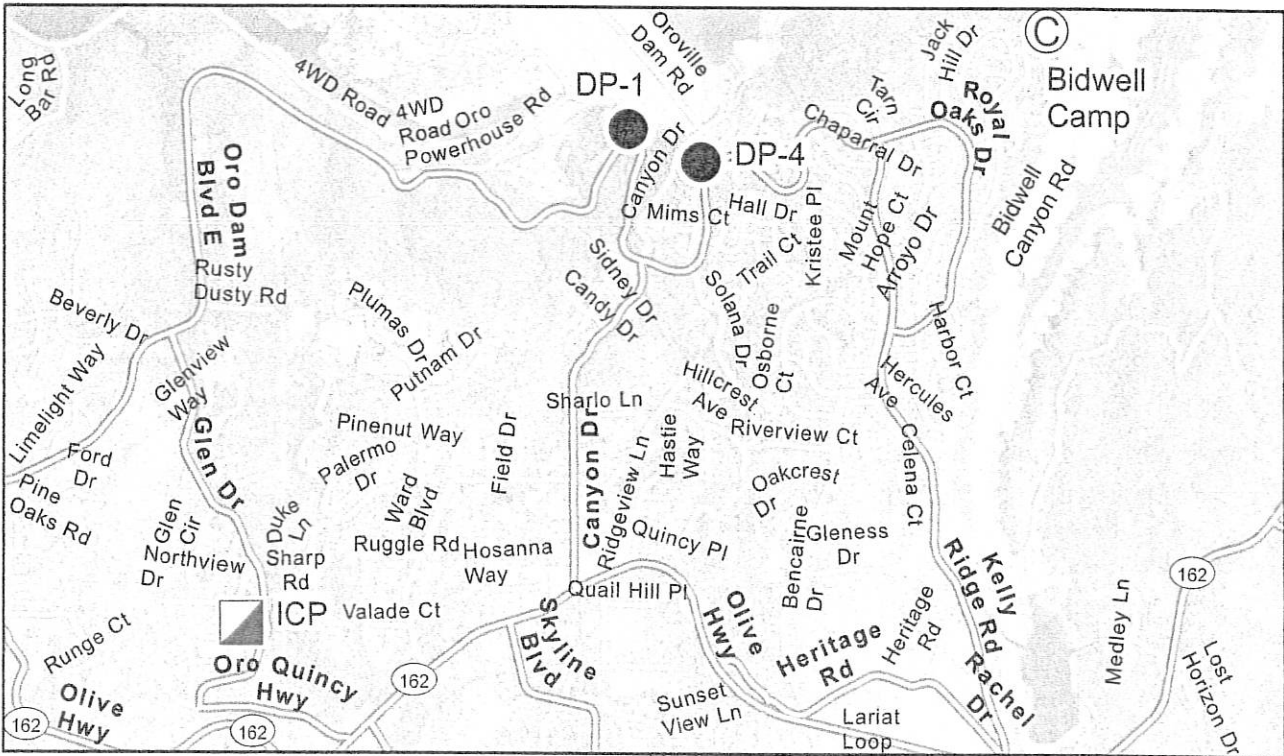 Long
Bar Rd
4WD Road
4WD
Road Oro
Powerhouse Rd
DP-1
Oroville
Dam Rd
DP-4
Canyon Dr
Mims Ct
Hall Dr
Tarn
Cir
Chaparral Dr
Jack
Hill Dr
Royal
Oaks Dr
C
Bidwell
Camp
Bidwell
Canyon Rd
Oro Dam
Blvd E
Rusty
Dusty Rd
Beverly Dr
Limelight Way
Glenview
Way
Plumas Dr
Putnam Dr
Sidney Dr
Candy Dr
Trail Ct
Kristee Pl
Solana Dr
Osborne
Ct
Mount
Hope Ct
Arroyo Dr
Harbor Ct
Hercules
Ave
Hillcrest
Ave
Riverview Ct
Sharlo Ln
Pinenut Way
Palermo
Dr
Ward
Blvd
Field Dr
Canyon Dr
Ridgeview Ln
Hastie
Way
Celena Ct
Oakcrest
Dr
Ford
Dr
Pine
Oaks Rd
Glen Dr
Glen
Cir
Northview
Dr
Duke
Ln
Sharp
Rd
Ruggle Rd
Hosanna
Way
Quincy Pl
Bencairne
Dr
Gleness
Dr
Kelly
Ridge Rd
ICP
Valade Ct
Quail Hill Pl
Skyline
Blvd
Olive
Hwy
Heritage
Rd
Heritage
Rd
Rachel
Dr
162
Medley Ln
Lost
Horizon Dr
Runge Ct
Oro Quincy
Hwy
162
Olive
Hwy
162
162
Sunset
View Ln
Lariat
Loop